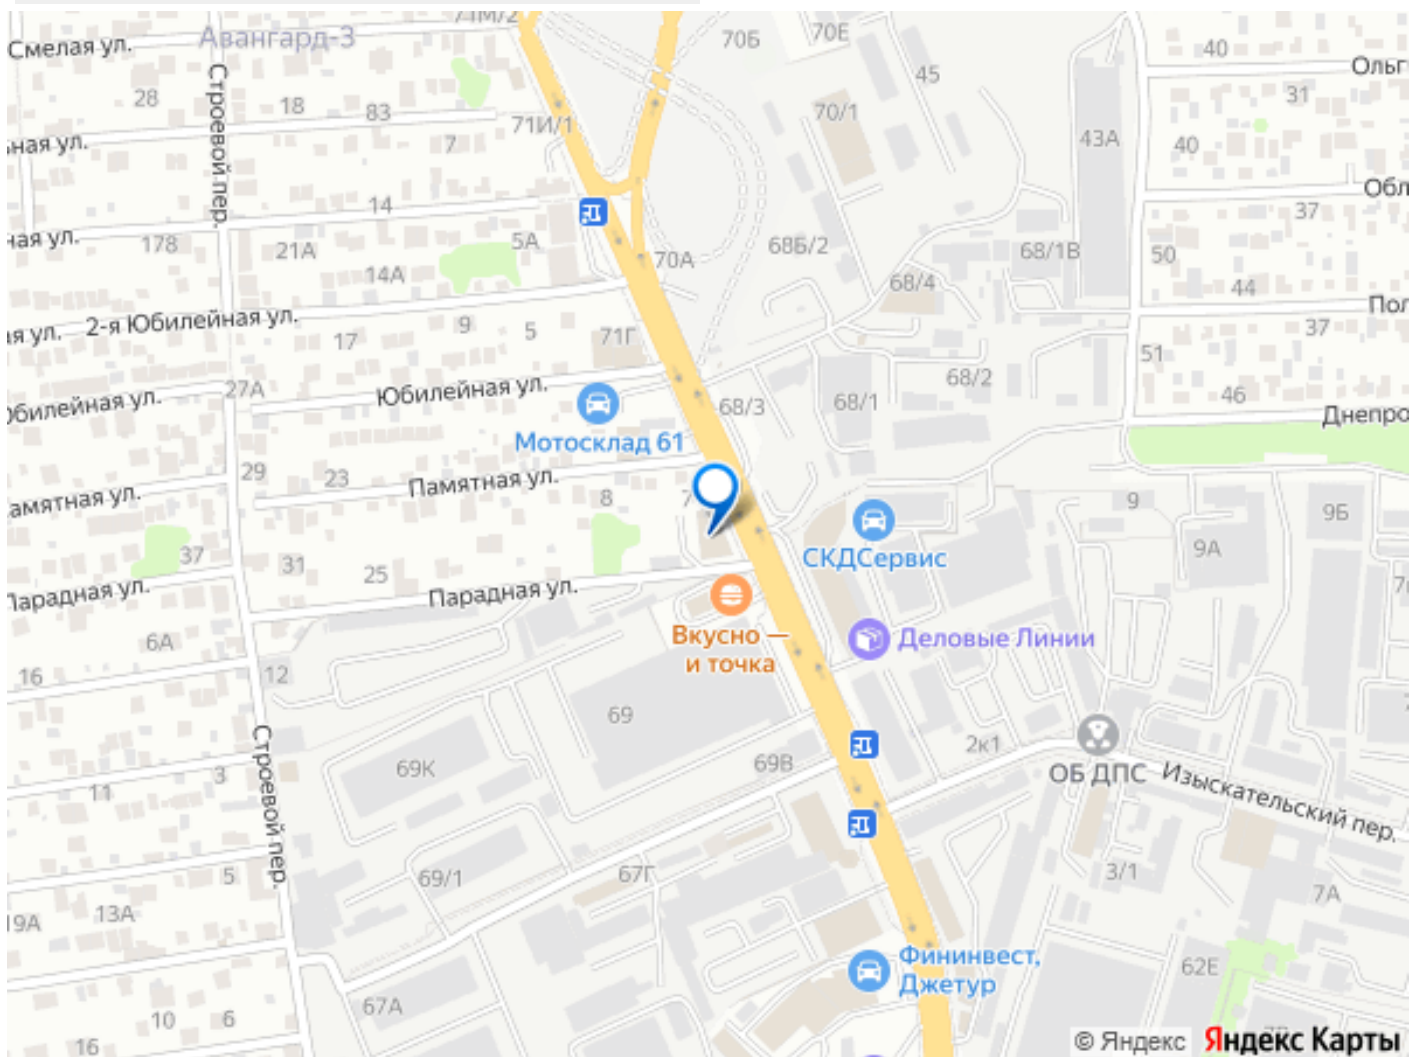 71М/2
Смелая ул.
Авангард-3
70Б
70Е
40
Ольг
45
28
18
83
31
Строевой пер.
71И/1
70/1
43А
ная ул.
7
40
14
Обл
37
ная ул.
178
21А
5А
70А
68Б/2
68/1В
50
14А
68/4
44
Пол
ая ул.
2-я Юбилейная ул.
17
9
5
71Г
37
51
27А
Юбилейная ул.
68/3
68/1
68/2
46
билейная ул.
Днепро
Мотосклад 61
29
23
Памятная ул.
амятная ул.
8
7
9
9Б
37
31
25
СКДСервис
9А
Парадная ул.
Парадная ул.
6А
Вкусно —
и точка
Деловые Линии
16
12
69
Строевой пер.
69К
69В
2к1
ОБ ДПС
Изыскательский пер.
3
11
69/1
67Г
3/1
5
7А
13А
19А
Фининвест,
Джетур
62Е
67А
10
6
16
© Яндекс
Яндекс Карты